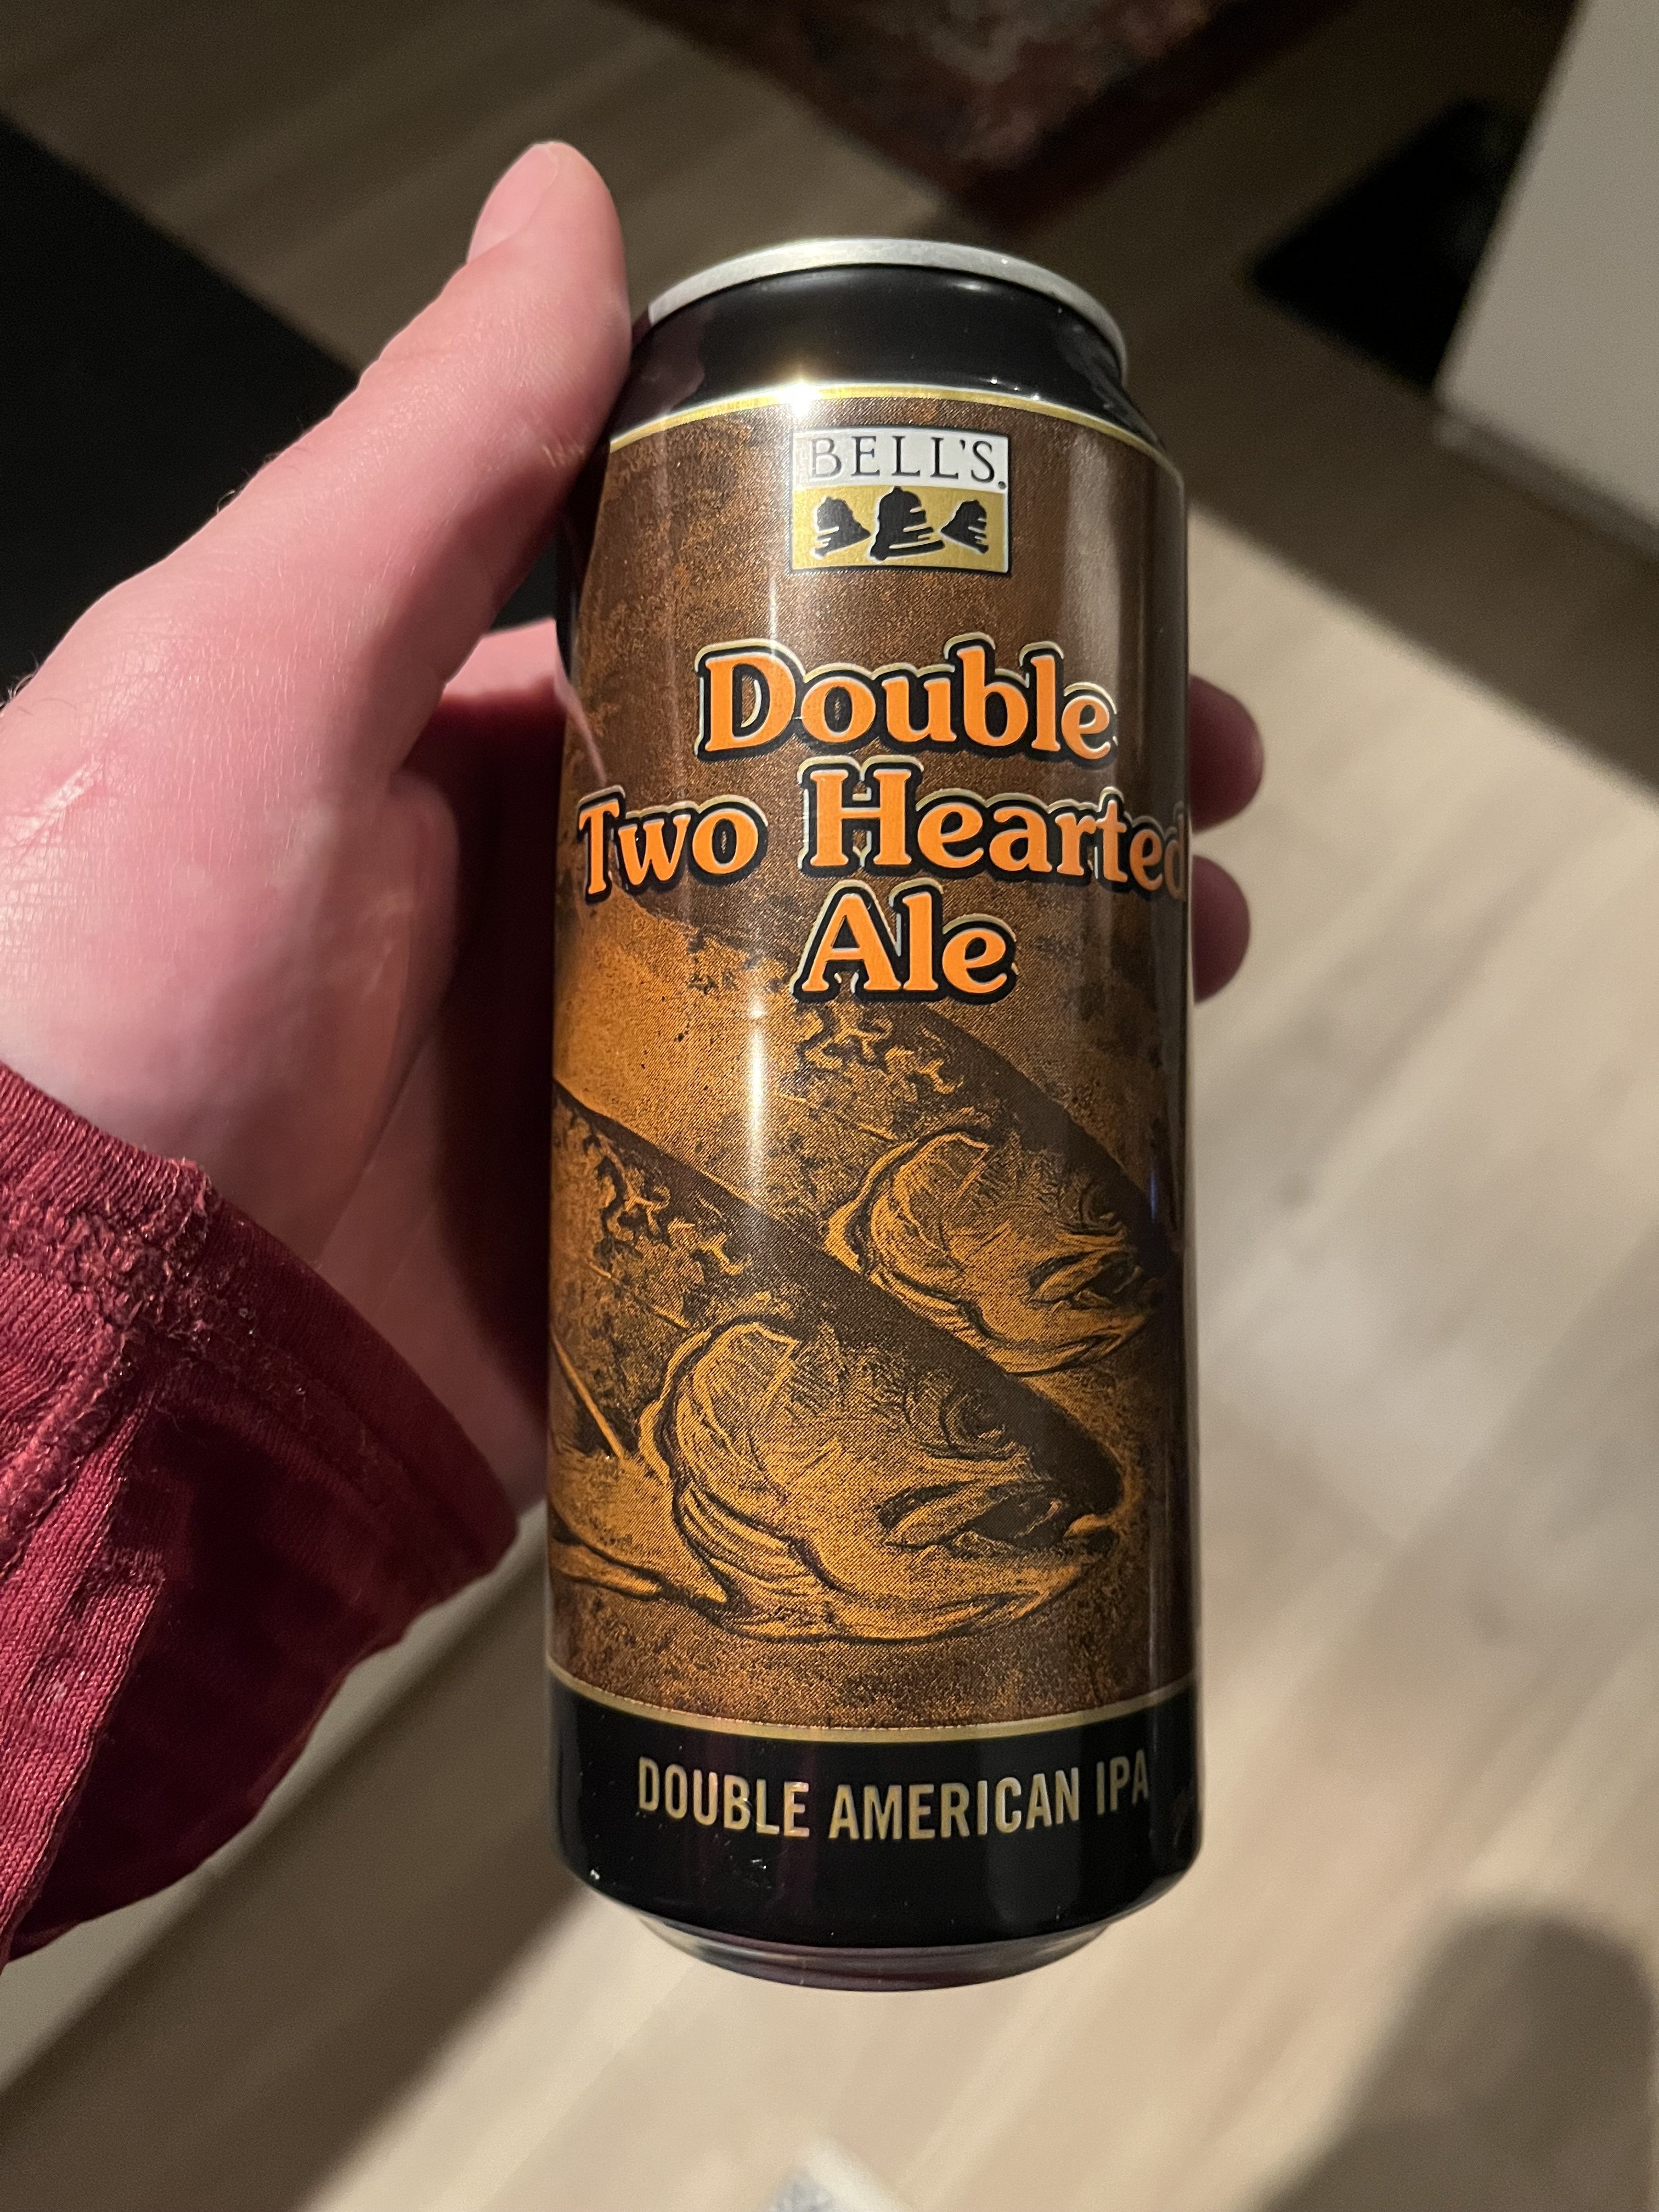 BELL'S
Double
Two Hearted
Ale
DOUBLE AMERICAN IPA